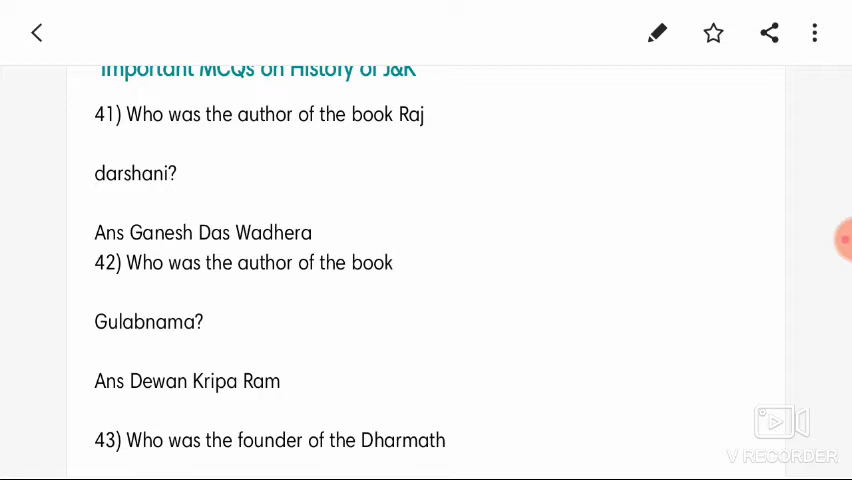 Important MCQs on History of J&K
41) Who was the author of the book Raj
darshani?
Ans Ganesh Das Wadhera
42) Who was the author of the book
Gulabnama?
Ans Dewan Kripa Ram
43) Who was the founder of the Dharmath
V RECORDER